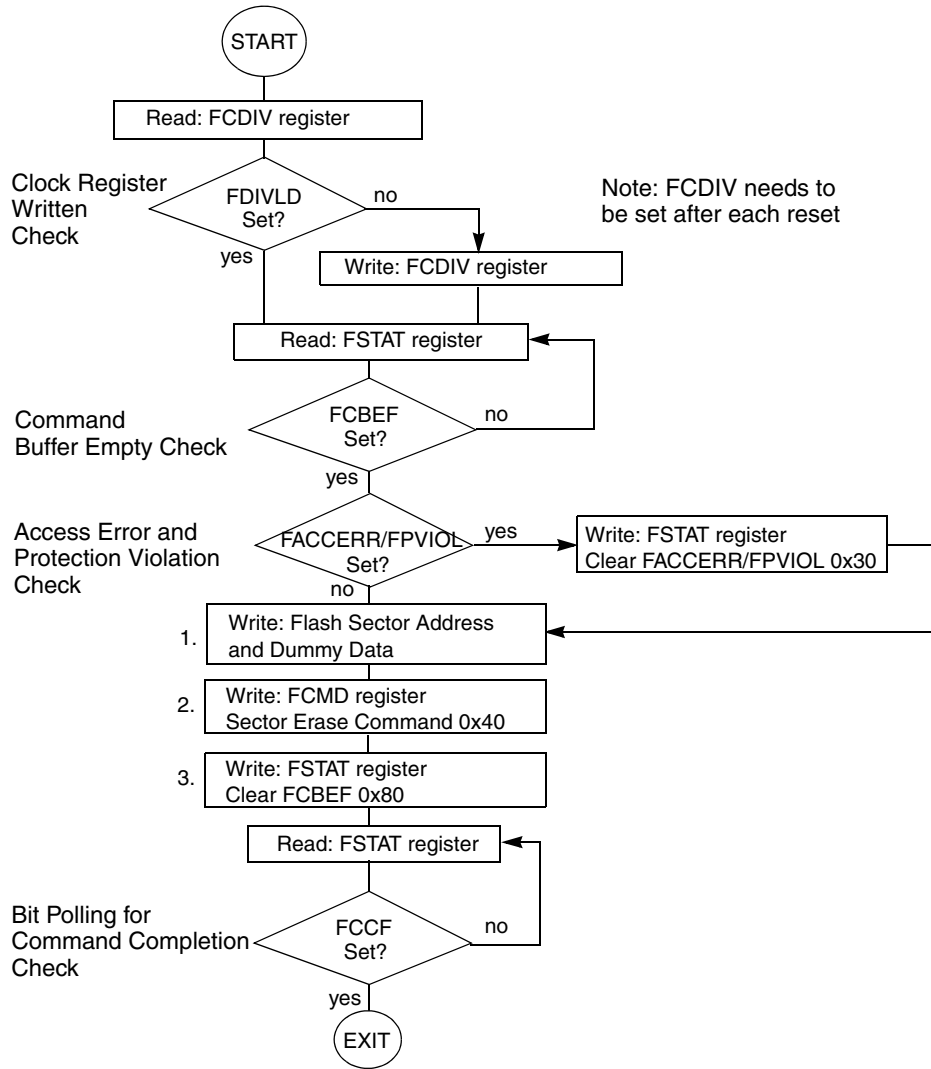 START
Read: FCDIV register
Clock Register
Written
Check
FDIVLD
Set?
no
yes
Note: FCDIV needs to
be set after each reset
Write: FCDIV register
Read: FSTAT register
Command
Buffer Empty Check
FCBEF
Set?
no
yes
Access Error and
Protection Violation
Check
FACCERR/FPVIOL
Set?
yes
no
Write: FSTAT register
Clear FACCERR/FPVIOL 0x30
1.
Write: Flash Sector Address
and Dummy Data
2.
Write: FCMD register
Sector Erase Command 0x40
3.
Write: FSTAT register
Clear FCBEF 0x80
Read: FSTAT register
Bit Polling for
Command Completion
Check
FCCF
Set?
no
yes
EXIT